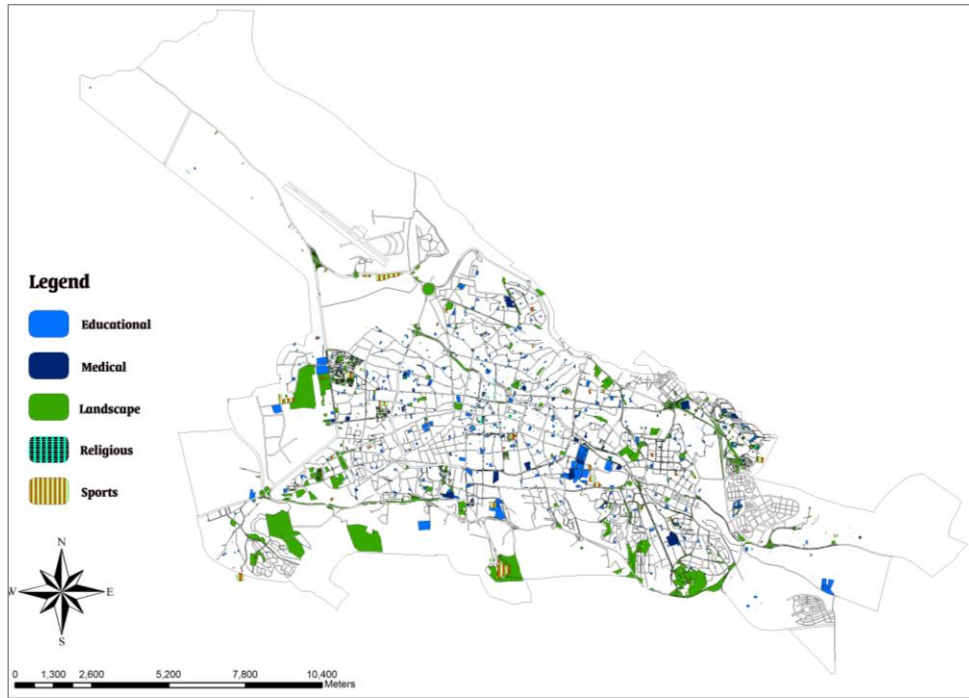 Legend
Educational
Medical
Landscape
Religious
Sports
N
W E
S
0 1,300 2,600 5,200 7,800 10,400
Meters